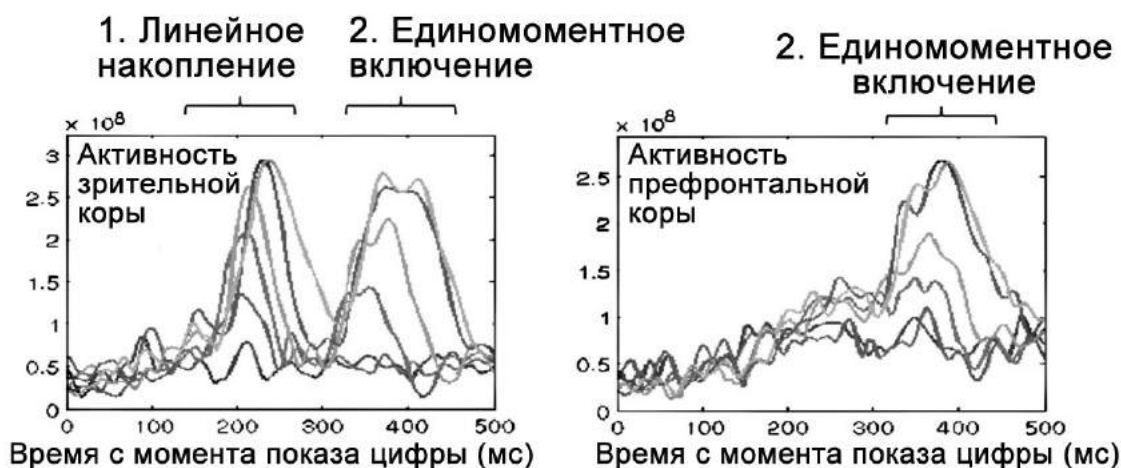 1. Линейное
накопление
2. Единомоментное
включение
× 10⁸
Активность
зрительной
коры
3
2.5
2
1.5
1
0.5
0
0 100 200 300 400 500
Время с момента показа цифры (мс)
2. Единомоментное
включение
× 10⁸
Активность
префронтальной
коры
2.5
2
1.5
1
0.5
0
0 100 200 300 400 500
Время с момента показа цифры (мс)